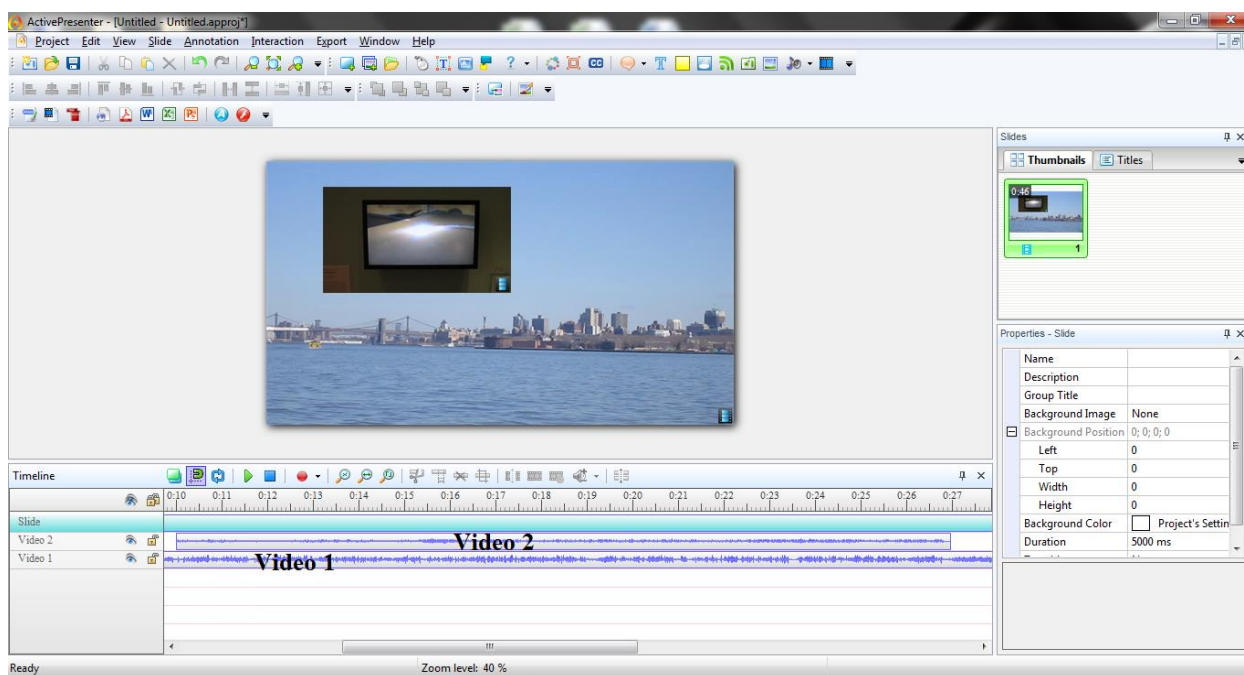 ActivePresenter - [Untitled - Untitled.approj*]
Project Edit View Slide Annotation Interaction Export Window Help
Slides
Thumbnails Titles
0:46
1
Properties - Slide
Name
Description
Group Title
Background Image None
Background Position 0; 0; 0; 0
Left 0
Top 0
Width 0
Height 0
Background Color Project's Settin
Duration 5000 ms
Timeline
0:10 0:11 0:12 0:13 0:14 0:15 0:16 0:17 0:18 0:19 0:20 0:21 0:22 0:23 0:24 0:25 0:26 0:27
Slide
Video 2 Video 2
Video 1 Video 1
Ready Zoom level: 40 %